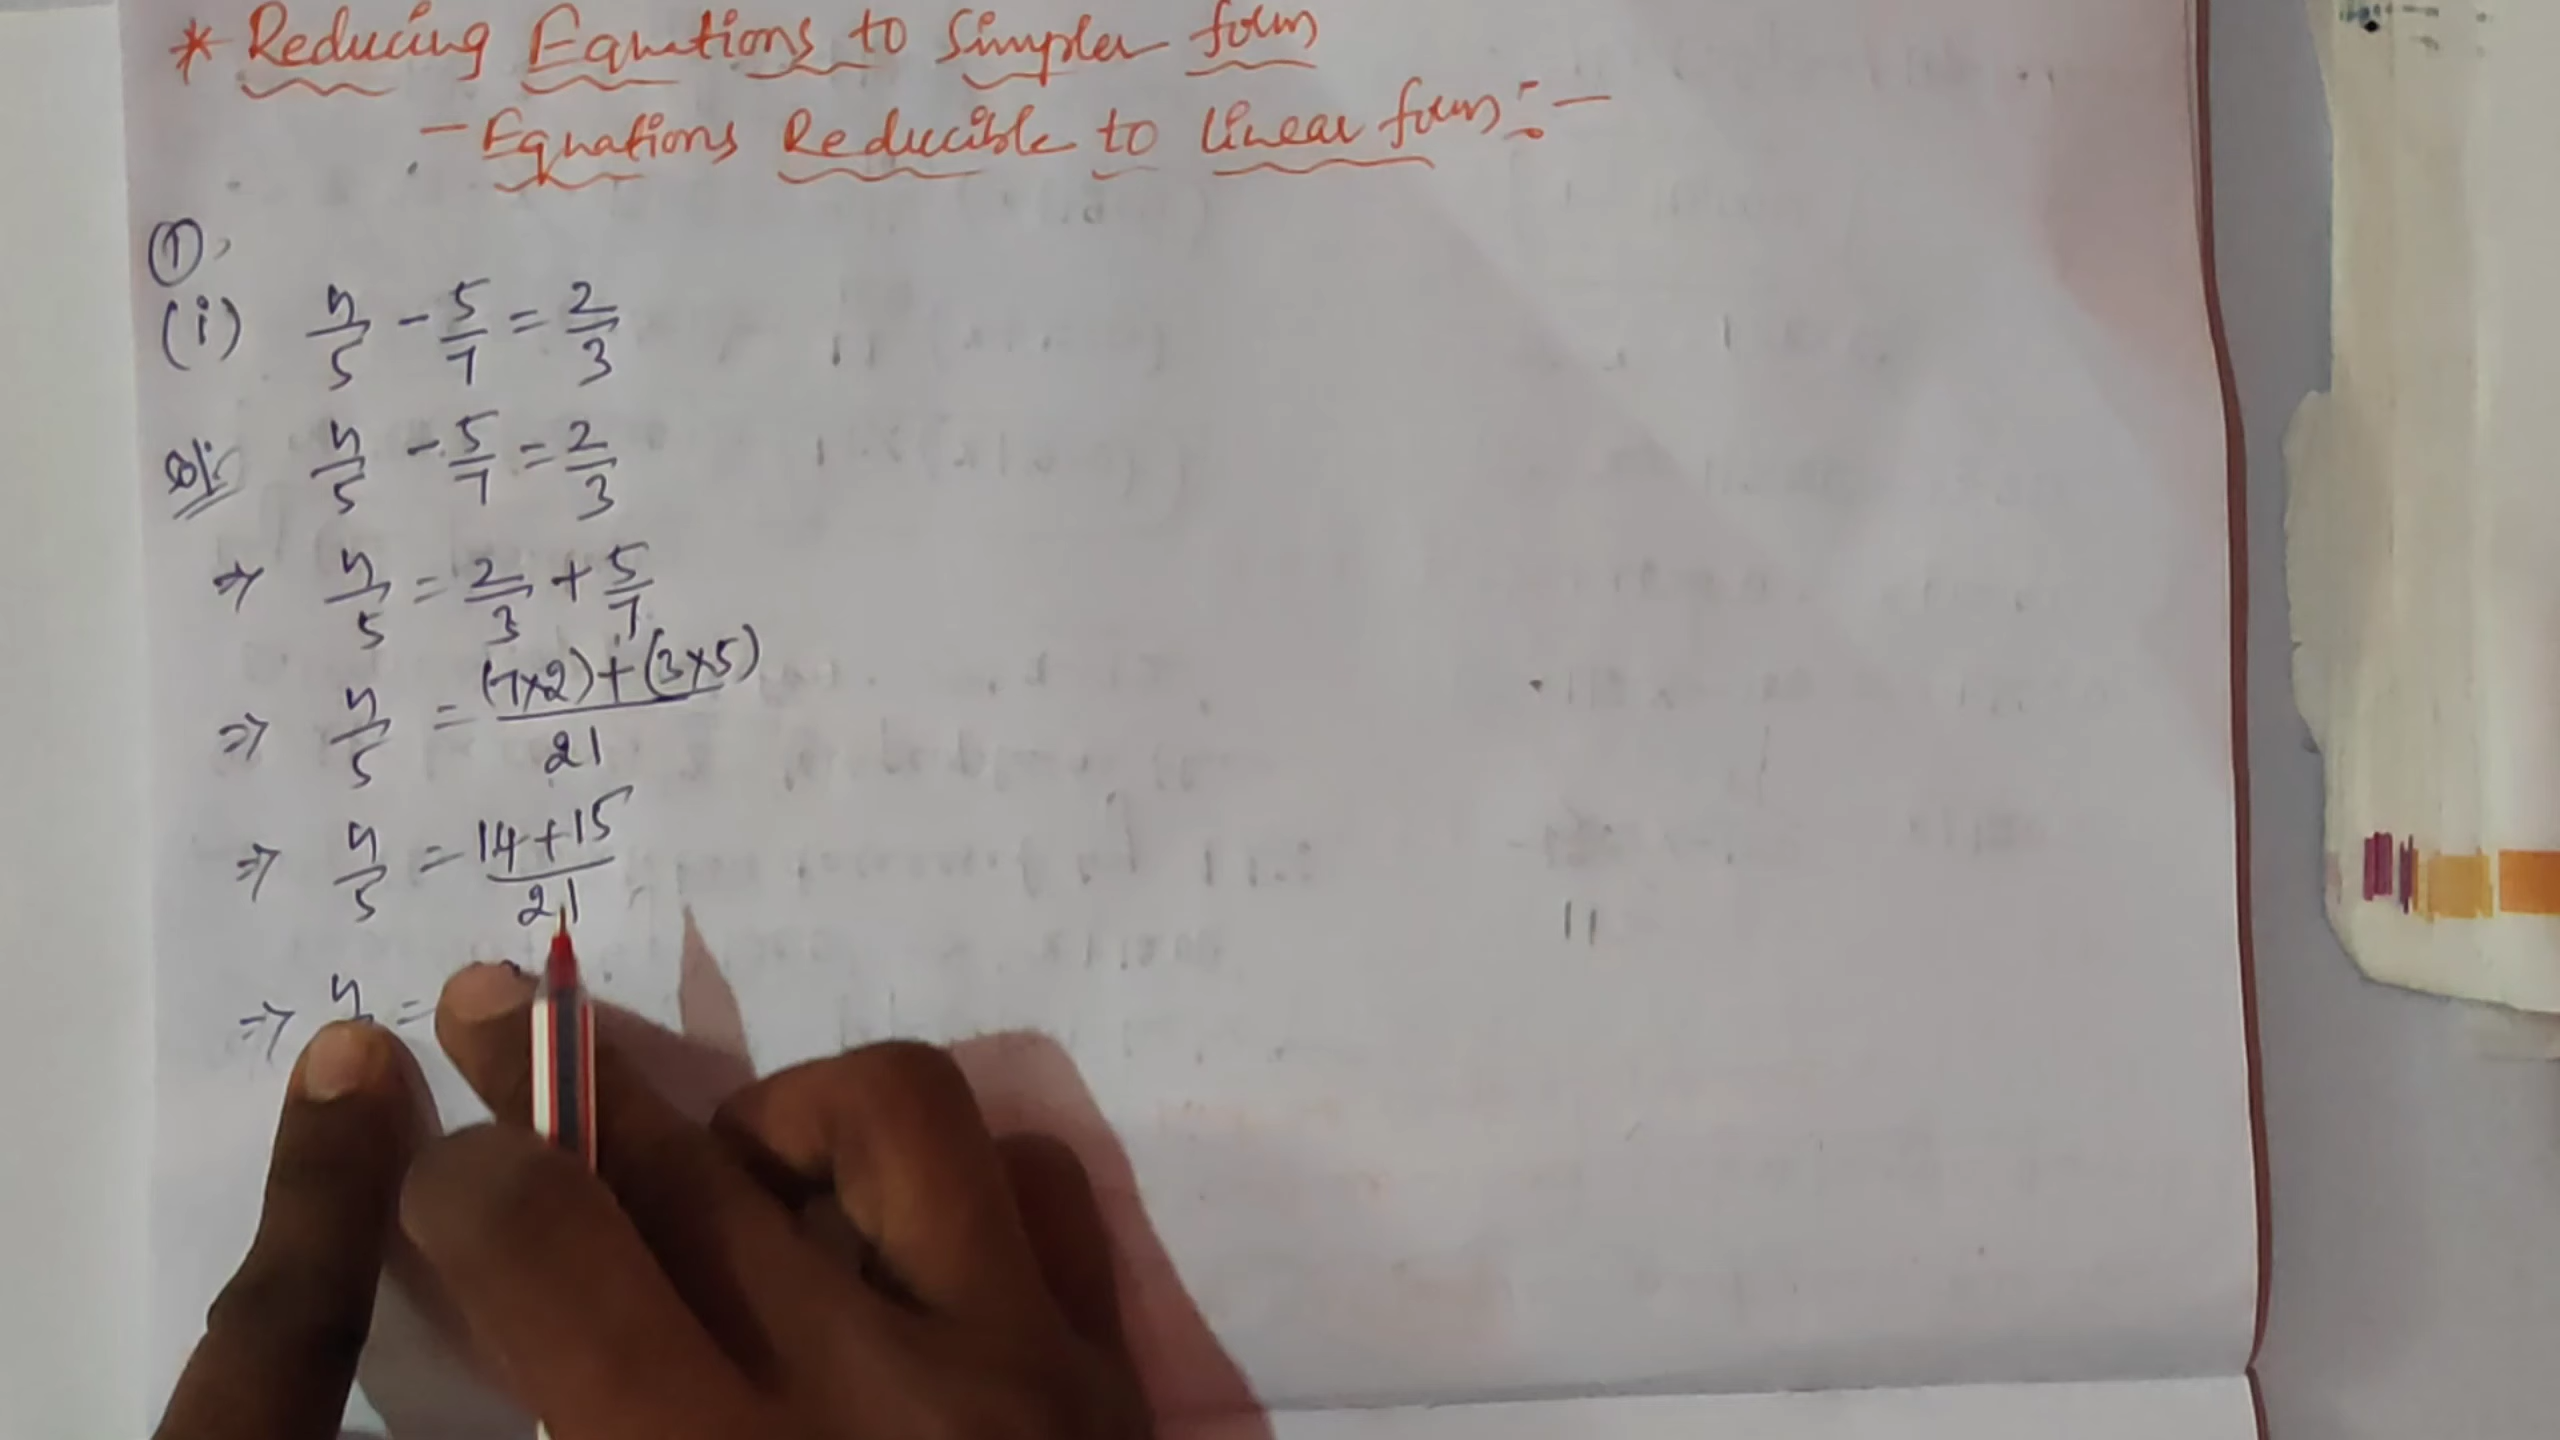 * Reducing Equations to Simpler form
- Equations Reducible to linear form :-
①
(i) n/5 - 5/7 = 2/3
Sol: n/5 - 5/7 = 2/3
⇒ n/5 = 2/3 + 5/7
⇒ n/5 = (7×2)+(3×5)/21
⇒ n/5 = 14+15/21
⇒ n =